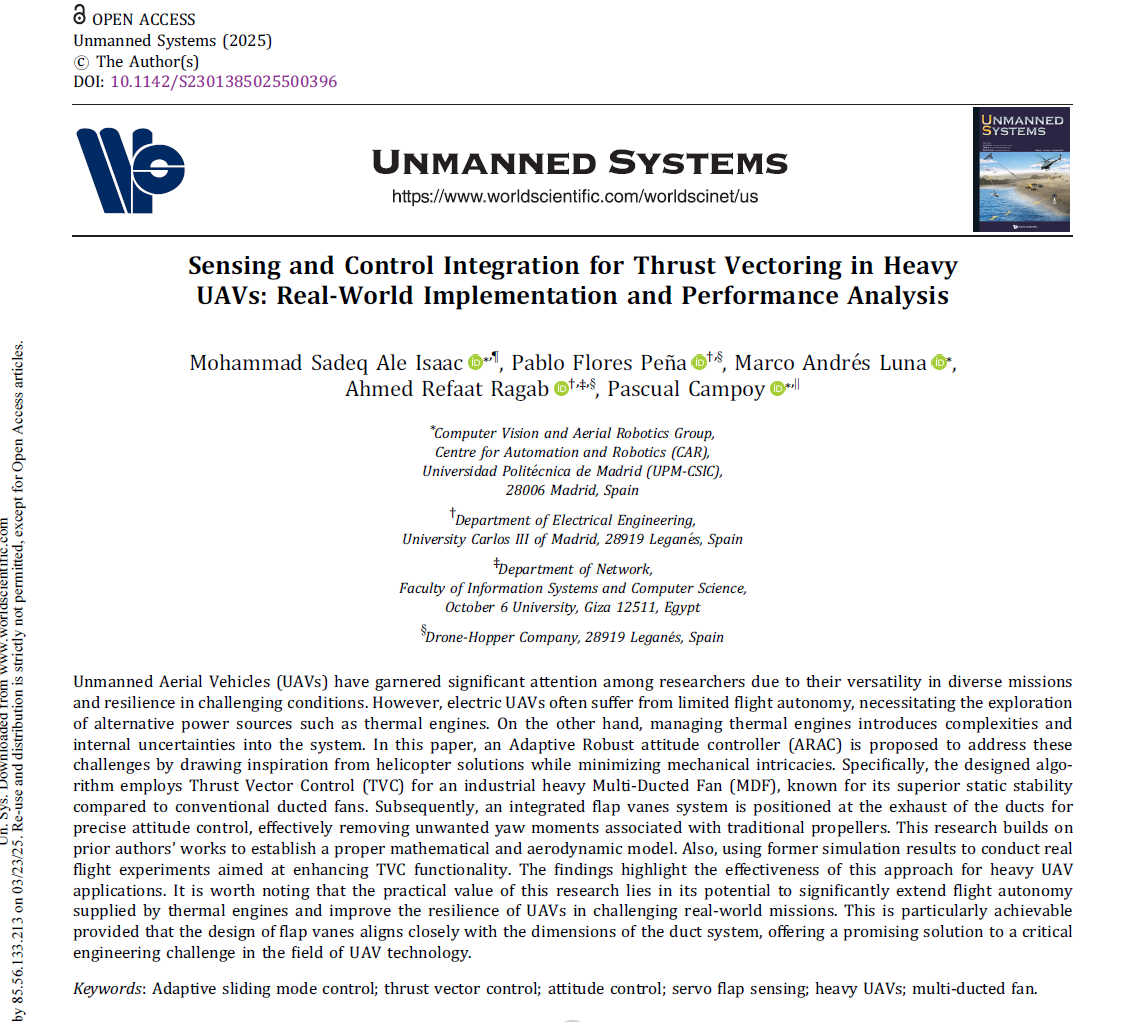 OPEN ACCESS
Unmanned Systems (2025)
© The Author(s)
DOI: 10.1142/S2301385025500396
UNMANNED SYSTEMS
https://www.worldscientific.com/worldscinet/us
UNMANNED
SYSTEMS
Sensing and Control Integration for Thrust Vectoring in Heavy
UAVs: Real-World Implementation and Performance Analysis
Mohammad Sadeq Ale Isaac iD *,¶, Pablo Flores Peña iD †,§, Marco Andrés Luna iD *,
Ahmed Refaat Ragab iD †,‡,§, Pascual Campoy iD *,||
*Computer Vision and Aerial Robotics Group,
Centre for Automation and Robotics (CAR),
Universidad Politécnica de Madrid (UPM-CSIC),
28006 Madrid, Spain
†Department of Electrical Engineering,
University Carlos III of Madrid, 28919 Leganés, Spain
‡Department of Network,
Faculty of Information Systems and Computer Science,
October 6 University, Giza 12511, Egypt
§Drone-Hopper Company, 28919 Leganés, Spain
Unmanned Aerial Vehicles (UAVs) have garnered significant attention among researchers due to their versatility in diverse missions
and resilience in challenging conditions. However, electric UAVs often suffer from limited flight autonomy, necessitating the exploration
of alternative power sources such as thermal engines. On the other hand, managing thermal engines introduces complexities and
internal uncertainties into the system. In this paper, an Adaptive Robust attitude controller (ARAC) is proposed to address these
challenges by drawing inspiration from helicopter solutions while minimizing mechanical intricacies. Specifically, the designed algo-
rithm employs Thrust Vector Control (TVC) for an industrial heavy Multi-Ducted Fan (MDF), known for its superior static stability
compared to conventional ducted fans. Subsequently, an integrated flap vanes system is positioned at the exhaust of the ducts for
precise attitude control, effectively removing unwanted yaw moments associated with traditional propellers. This research builds on
prior authors' works to establish a proper mathematical and aerodynamic model. Also, using former simulation results to conduct real
flight experiments aimed at enhancing TVC functionality. The findings highlight the effectiveness of this approach for heavy UAV
applications. It is worth noting that the practical value of this research lies in its potential to significantly extend flight autonomy
supplied by thermal engines and improve the resilience of UAVs in challenging real-world missions. This is particularly achievable
provided that the design of flap vanes aligns closely with the dimensions of the duct system, offering a promising solution to a critical
engineering challenge in the field of UAV technology.
Keywords: Adaptive sliding mode control; thrust vector control; attitude control; servo flap sensing; heavy UAVs; multi-ducted fan.
Un. Sys. Downloaded from www.worldscientific.com
by 85.56.133.213 on 03/23/25. Re-use and distribution is strictly not permitted, except for Open Access articles.